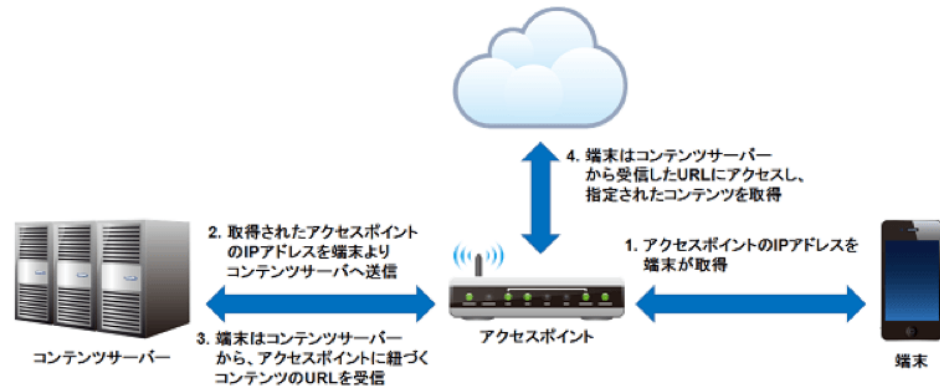 4. 端末はコンテンツサーバー
から受信したURLにアクセスし、
指定されたコンテンツを取得
2. 取得されたアクセスポイント
のIPアドレスを端末より
コンテンツサーバへ送信
1. アクセスポイントのIPアドレスを
端末が取得
アクセスポイント
コンテンツサーバー
3. 端末はコンテンツサーバー
から、アクセスポイントに紐づく
コンテンツのURLを受信
端末